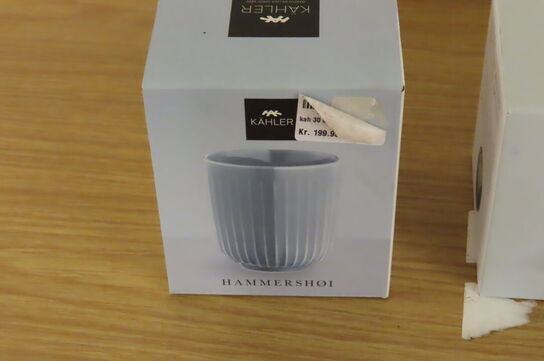 KÄHLER
KÄHLER
kah 30
Kr. 199.9
HAMMERSHØI